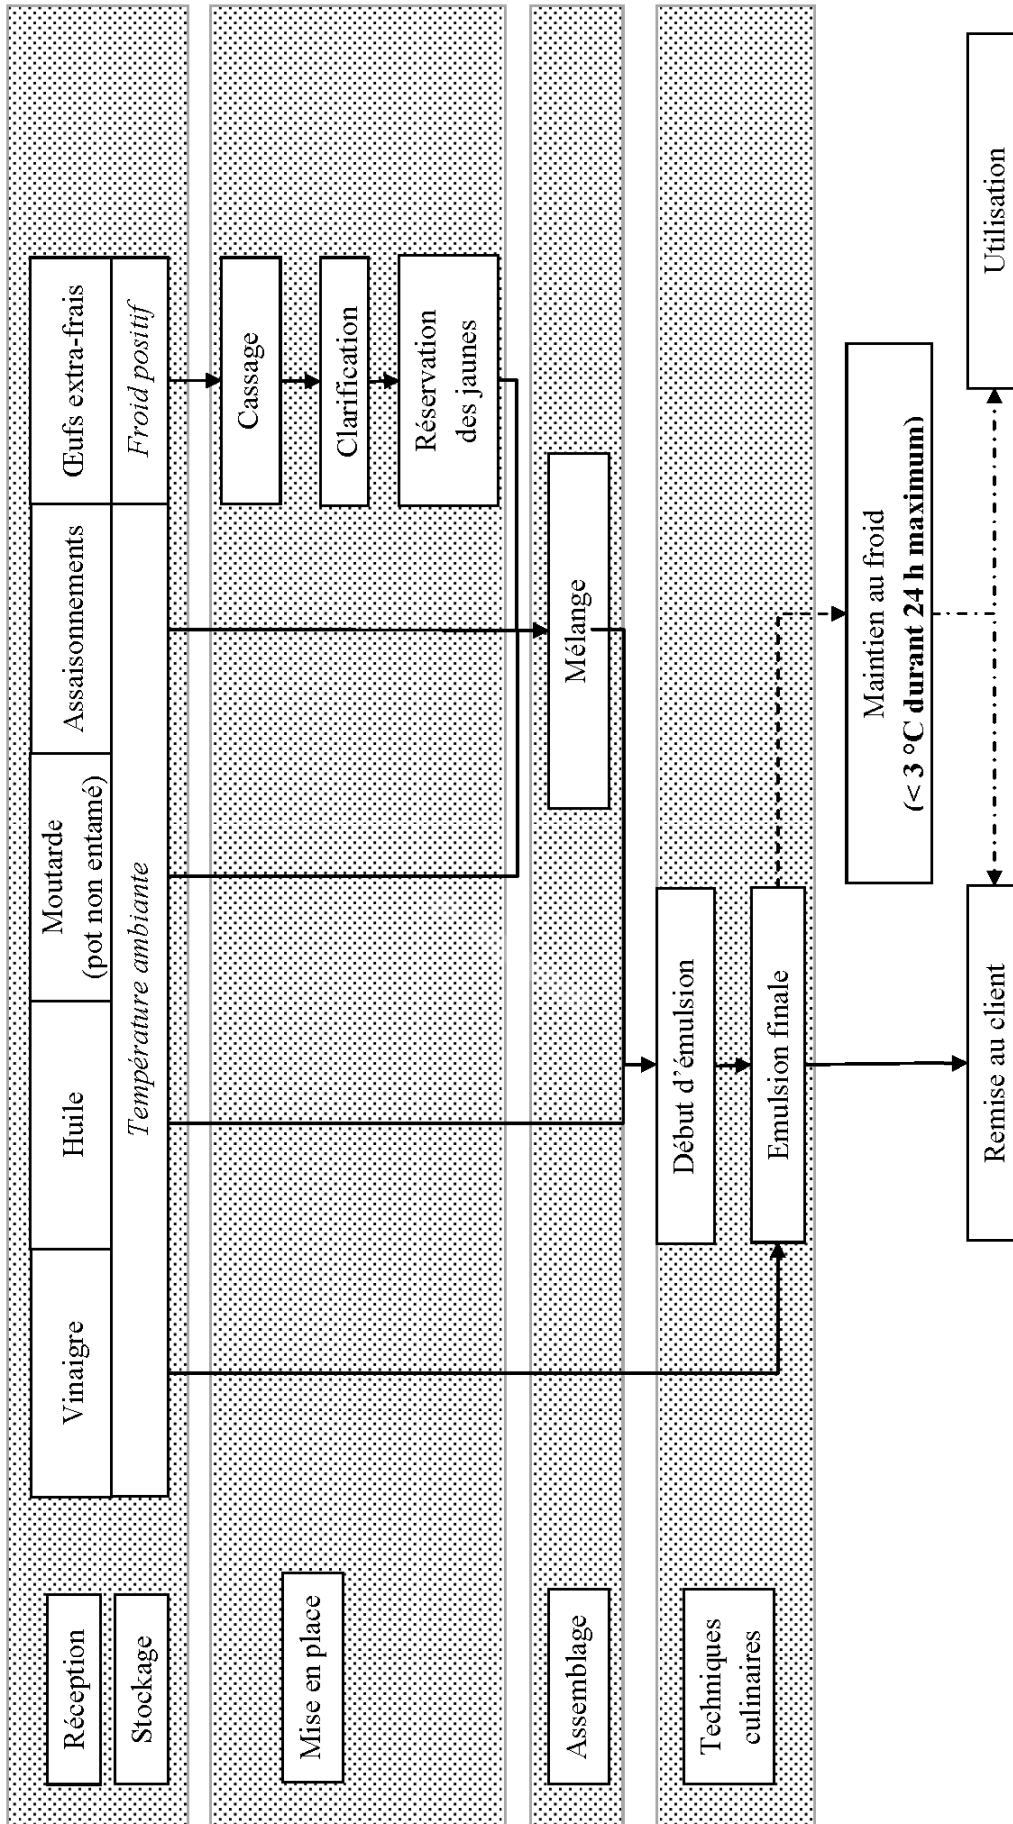 Réception
Vinaigre
Huile
Moutarde
(pot non entamé)
Assaisonnements
Œufs extra-frais
Stockage
Température ambiante
Froid positif
Mise en place
Cassage
Clarification
Réservation
des jaunes
Assemblage
Mélange
Techniques
culinaires
Début d’émulsion
Emulsion finale
Maintien au froid
(< 3 °C durant 24 h maximum)
Remise au client
Utilisation